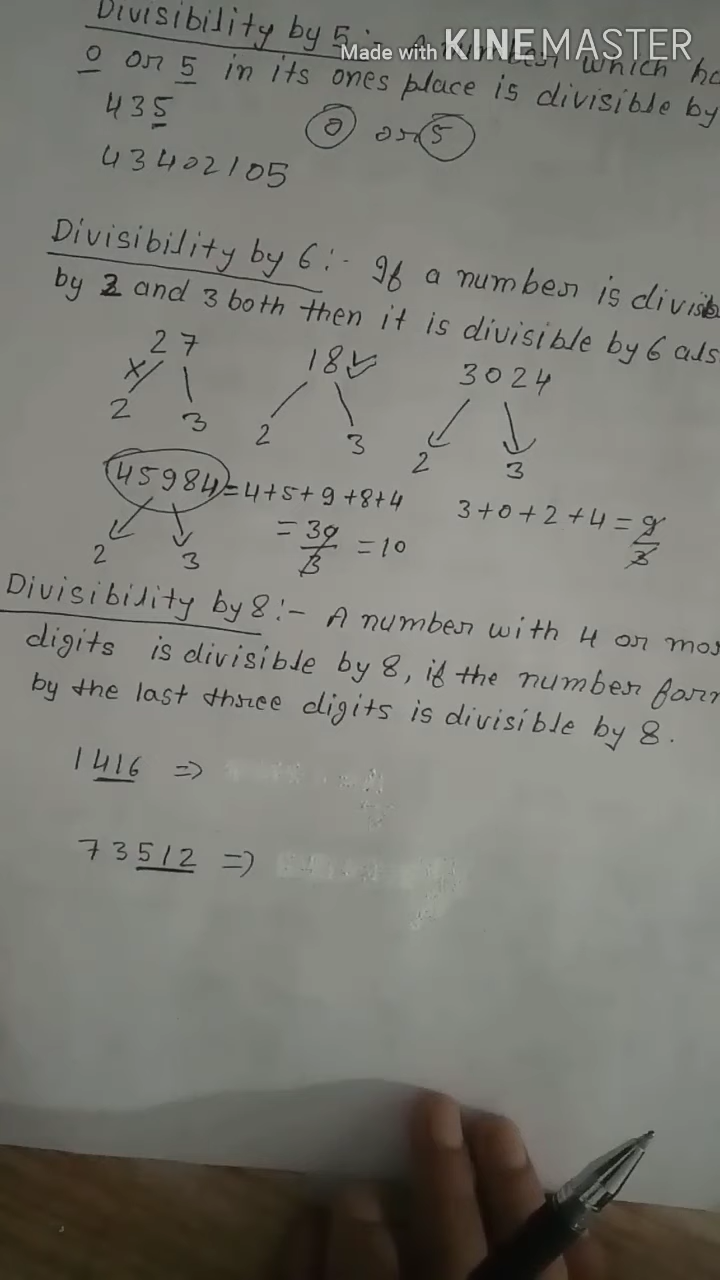 Divisibility by 5:- A number which
Made with KINEMASTER
0 or 5 in its ones place is divisible by
435
0 or 5
43402105
Divisibility by 6:- If a number is
by 2 and 3 both then it is divisible by 6
27 18 3024
2 3 2 3 2 3
45984 = 4+5+9+8+4
3+0+2+4 = 9/3
= 30/3 = 10
2 3
Divisibility by 8:- A number with 4 or
digits is divisible by 8, if the number
by the last three digits is divisible by 8.
1416 =>
73512 =>